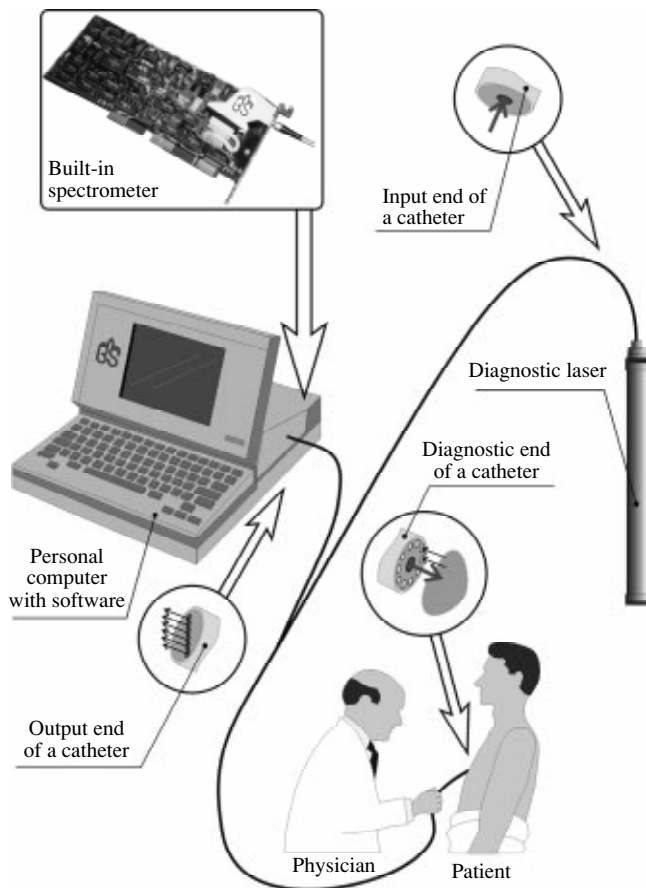 Built-in
spectrometer
Input end of
a catheter
Diagnostic laser
Diagnostic end
of a catheter
Personal
computer
with software
Output end
of a catheter
Physician
Patient